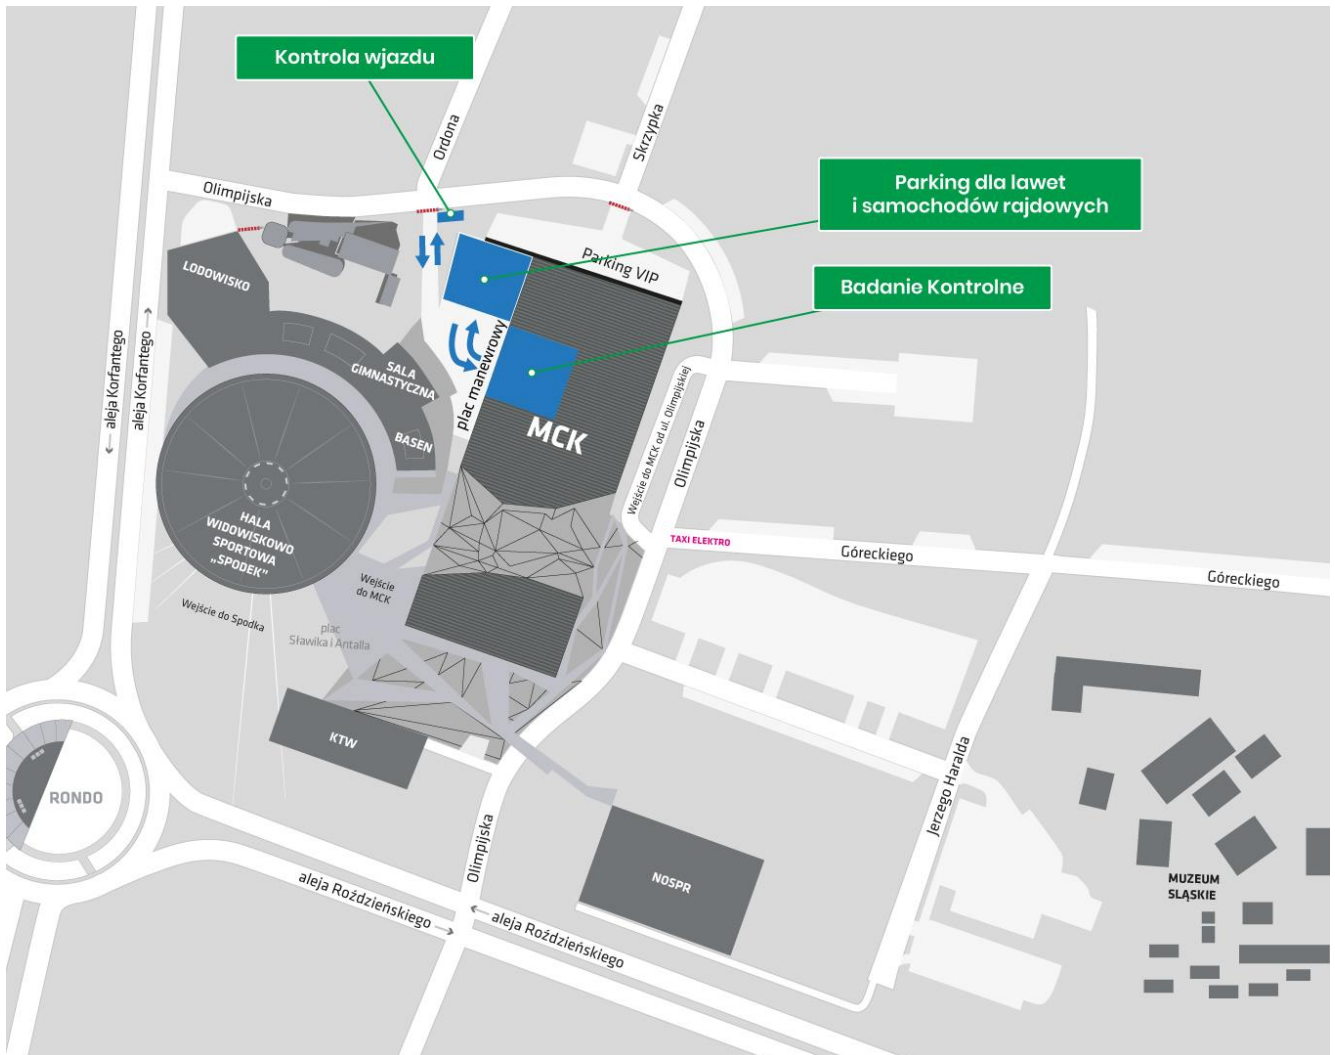 Kontrola wjazdu
Parking dla lawet
i samochodów rajdowych
Badanie Kontrolne
Ordona
Skrzypka
Olimpijska
Parking VIP
LODOWISKO
← aleja Korfantego
aleja Korfantego →
SALA
GIMNASTYCZNA
BASEN
plac manewrowy
MCK
Wejście do MCK od ul. Olimpijskiej
Olimpijska
TAXI ELEKTRO
Góreckiego
Góreckiego
HALA
WIDOWISKOWO
SPORTOWA
„SPODEK”
Wejście do Spodka
Wejście
do MCK
plac
Sławika i Antalla
KTW
RONDO
Jerzego Haralda
Olimpijska
NOSPR
MUZEUM
SLĄSKIE
aleja Roździeńskiego →
← aleja Roździeńskiego